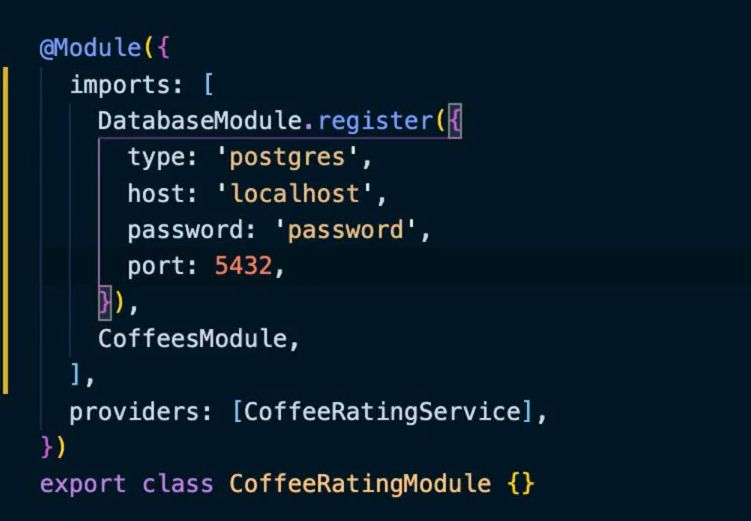 @Module({
imports: [
DatabaseModule.register({
type: 'postgres',
host: 'localhost',
password: 'password',
port: 5432,
}),
CoffeesModule,
],
providers: [CoffeeRatingService],
})
export class CoffeeRatingModule {}